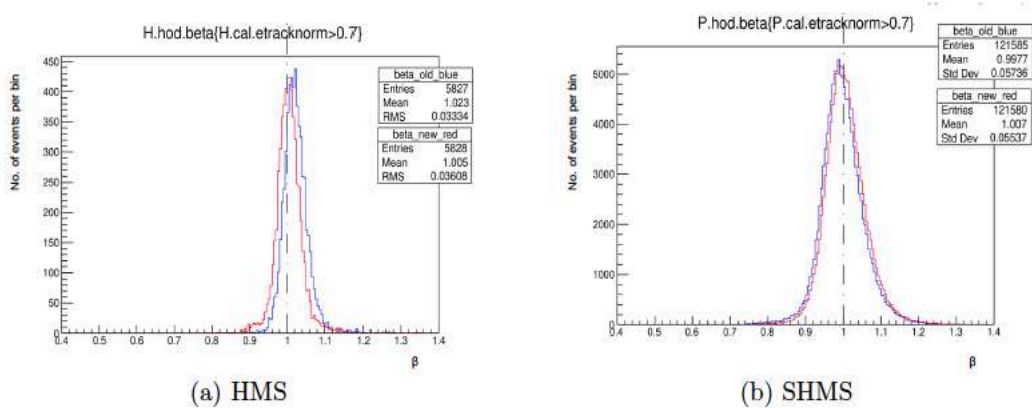 H.hod.beta{H.cal.etracknorm>0.7}
No. of events per bin
450
400
350
300
250
200
150
100
50
0
0.4 0.5 0.6 0.7 0.8 0.9 1 1.1 1.2 1.3 1.4
β
beta_old_blue
Entries 5827
Mean 1.023
RMS 0.03334
beta_new_red
Entries 5828
Mean 1.005
RMS 0.03608
(a) HMS
P.hod.beta{P.cal.etracknorm>0.7}
No. of events per bin
5000
4000
3000
2000
1000
0.4 0.5 0.6 0.7 0.8 0.9 1 1.1 1.2 1.3 1.4
β
beta_old_blue
Entries 121585
Mean 0.9977
Std Dev 0.05736
beta_new_red
Entries 121580
Mean 1.007
Std Dev 0.05537
(b) SHMS